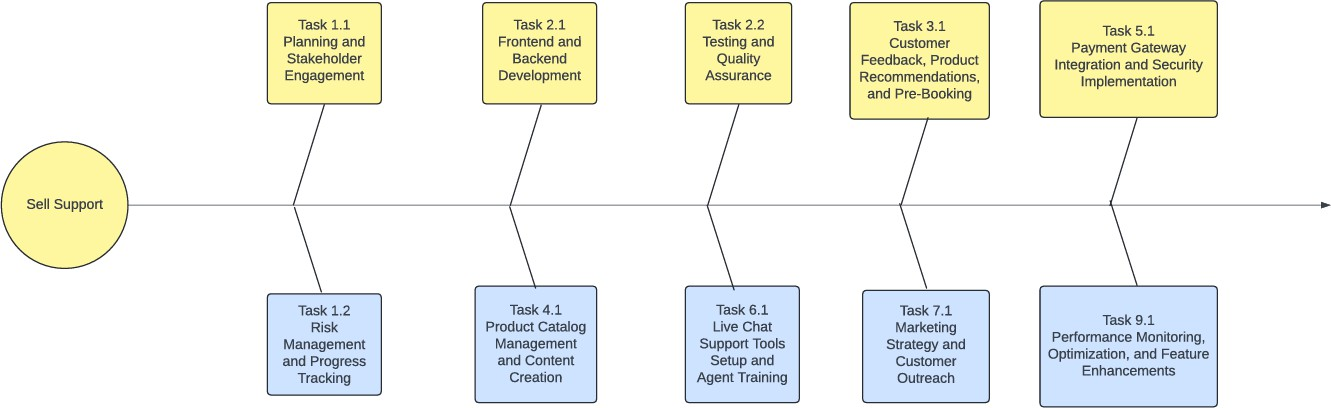 Task 1.1
Planning and
Stakeholder
Engagement
Task 2.1
Frontend and
Backend
Development
Task 2.2
Testing and
Quality
Assurance
Task 3.1
Customer
Feedback, Product
Recommendations,
and Pre-Booking
Task 5.1
Payment Gateway
Integration and Security
Implementation
Sell Support
Task 1.2
Risk
Management
and Progress
Tracking
Task 4.1
Product Catalog
Management
and Content
Creation
Task 6.1
Live Chat
Support Tools
Setup and
Agent Training
Task 7.1
Marketing
Strategy and
Customer
Outreach
Task 9.1
Performance Monitoring,
Optimization, and Feature
Enhancements